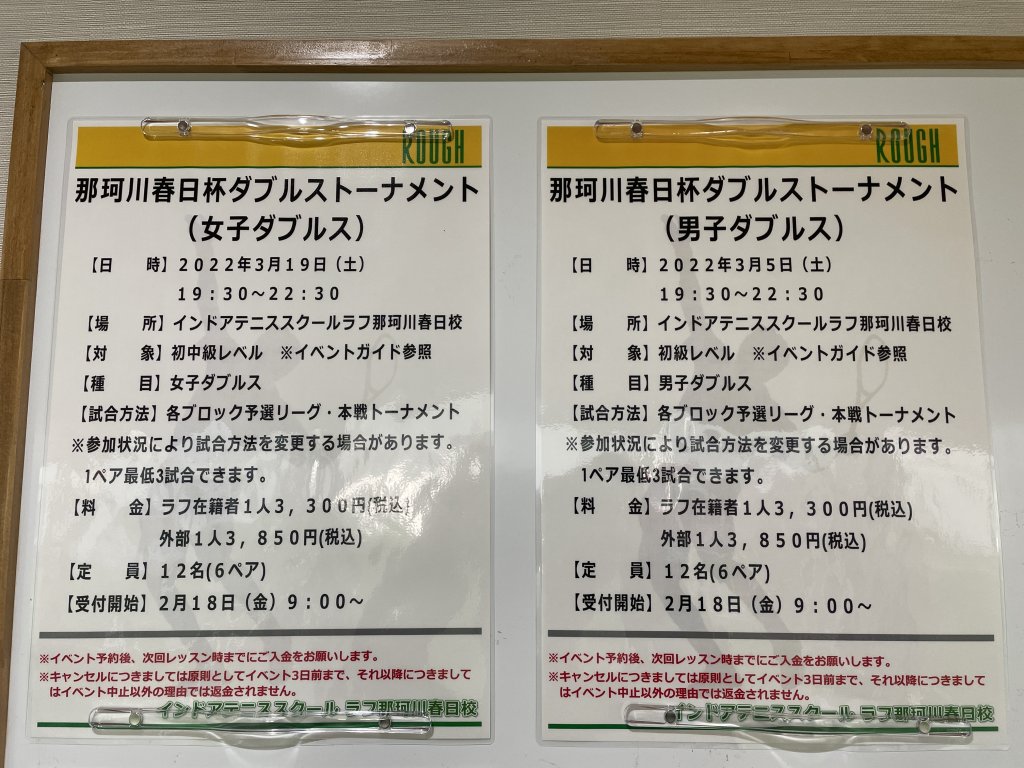 ROUGH
那珂川春日杯ダブルストーナメント
（女子ダブルス）
【日　時】２０２２年３月１９日（土）
１９：３０～２２：３０
【場　所】インドアテニススクールラフ那珂川春日校
【対　象】初中級レベル　※イベントガイド参照
【種　目】女子ダブルス
【試合方法】各ブロック予選リーグ・本戦トーナメント
※参加状況により試合方法を変更する場合があります。
1ペア最低3試合できます。
【料　金】ラフ在籍者１人３，３００円(税込)
外部１人３，８５０円(税込)
【定　員】１２名(６ペア)
【受付開始】２月１８日（金）９：００～
※イベント予約後、次回レッスン時までにご入金をお願いします。
※キャンセルにつきましては原則としてイベント3日前まで、それ以降につきまして
はイベント中止以外の理由では返金されません。
インドアテニススクール ラフ那珂川春日校
ROUGH
那珂川春日杯ダブルストーナメント
（男子ダブルス）
【日　時】２０２２年３月５日（土）
１９：３０～２２：３０
【場　所】インドアテニススクールラフ那珂川春日校
【対　象】初級レベル　※イベントガイド参照
【種　目】男子ダブルス
【試合方法】各ブロック予選リーグ・本戦トーナメント
※参加状況により試合方法を変更する場合があります。
1ペア最低3試合できます。
【料　金】ラフ在籍者１人３，３００円(税込)
外部１人３，８５０円(税込)
【定　員】１２名(６ペア)
【受付開始】２月１８日（金）９：００～
※イベント予約後、次回レッスン時までにご入金をお願いします。
※キャンセルにつきましては原則としてイベント3日前まで、それ以降につきまして
はイベント中止以外の理由では返金されません。
インドアテニススクール ラフ那珂川春日校